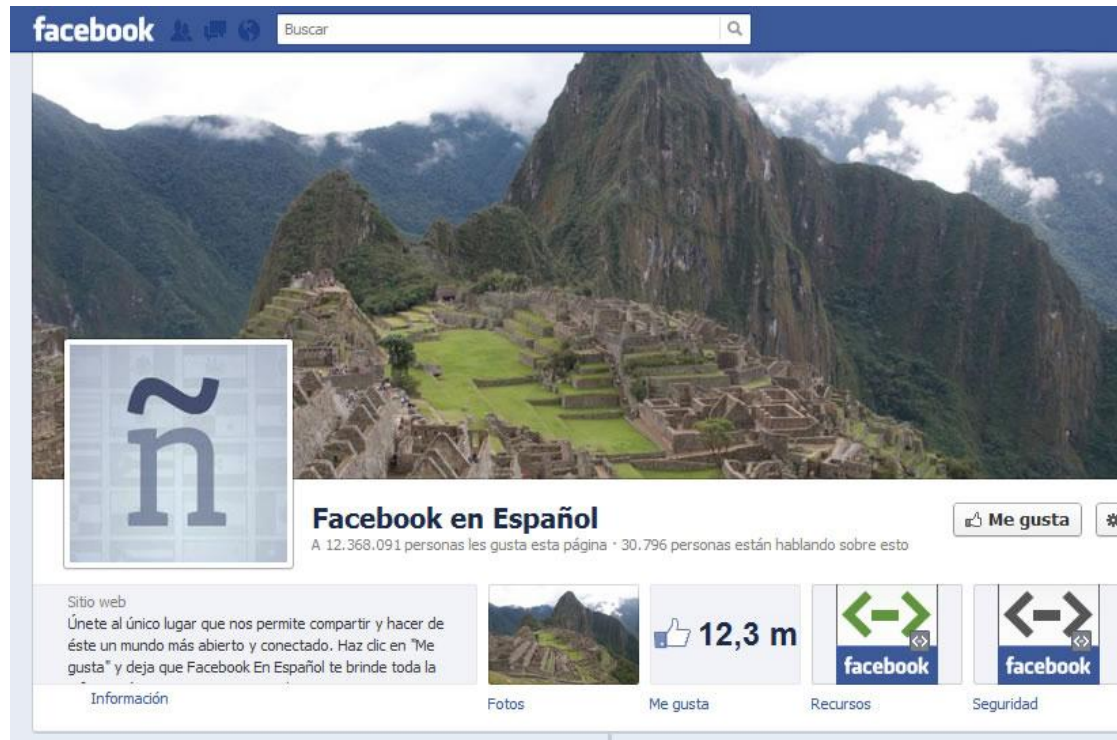 facebook
Buscar
ñ
Facebook en Español
Me gusta
A 12.368.091 personas les gusta esta página · 30.796 personas están hablando sobre esto
Sitio web
Únete al único lugar que nos permite compartir y hacer de
éste un mundo más abierto y conectado. Haz clic en "Me
gusta" y deja que Facebook En Español te brinde toda la
Información
12,3 m
facebook
facebook
Fotos
Me gusta
Recursos
Seguridad